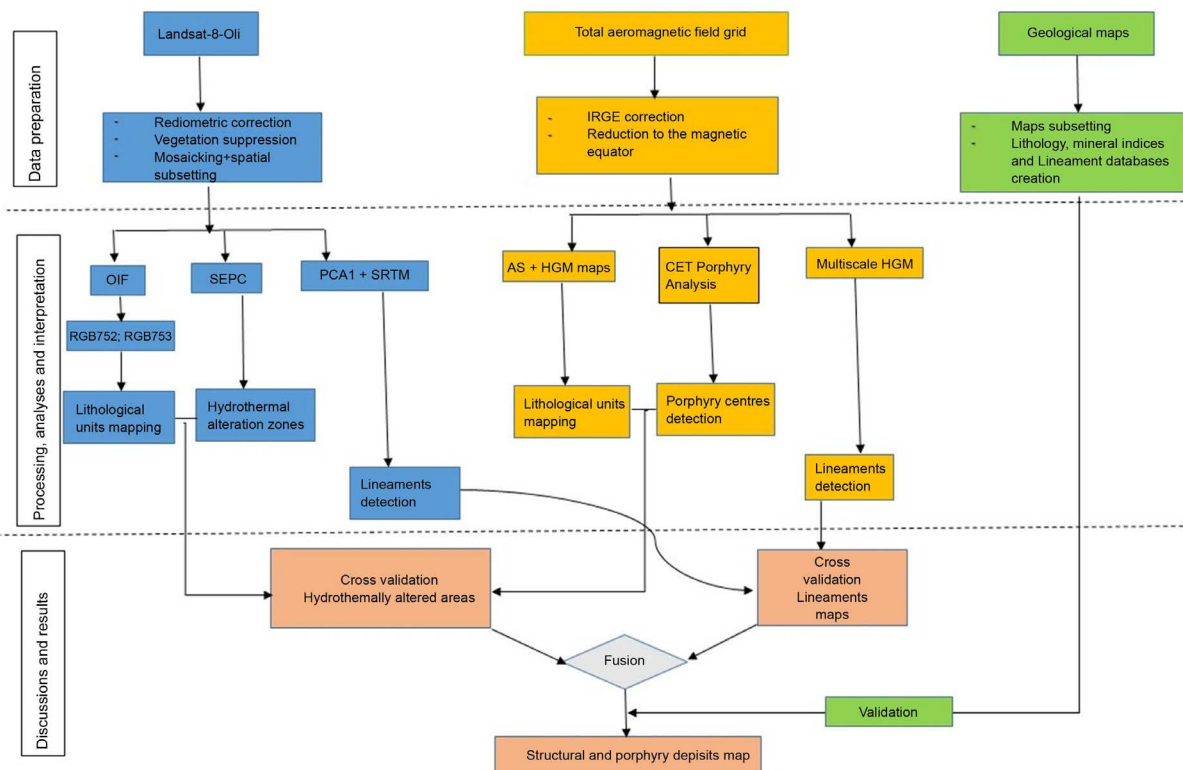 Data preparation
Landsat-8-Oli
Total aeromagnetic field grid
Geological maps
- Rediometric correction
- Vegetation suppression
- Mosaicking+spatial
subsetting
- IRGE correction
- Reduction to the magnetic
equator
- Maps subsetting
- Lithology, mineral indices
and Lineament databases
creation
Processing, analyses and interpretation
OIF
SEPC
PCA1 + SRTM
AS + HGM maps
CET Porphyry
Analysis
Multiscale HGM
RGB752; RGB753
Lithological units
mapping
Hydrothermal
alteration zones
Lineaments
detection
Lithological units
mapping
Porphyry centres
detection
Lineaments
detection
Discussions and results
Cross validation
Hydrothemally altered areas
Cross
validation
Lineaments
maps
Fusion
Validation
Structural and porphyry depisits map